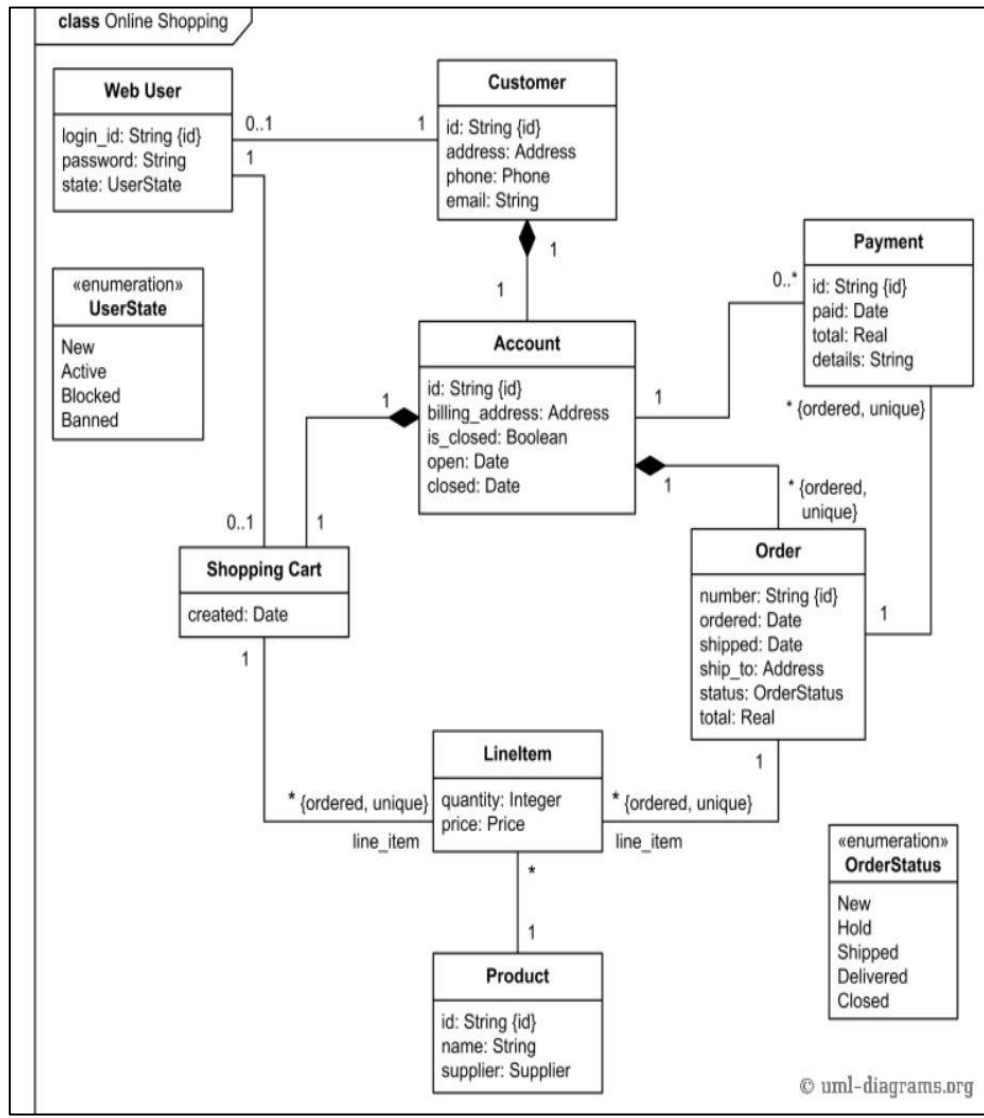 class Online Shopping
Web User
login_id: String {id}
password: String
state: UserState
0..1
1
1
Customer
id: String {id}
address: Address
phone: Phone
email: String
1
1
«enumeration»
UserState
New
Active
Blocked
Banned
Payment
id: String {id}
paid: Date
total: Real
details: String
0..*
1
* {ordered, unique}
Account
id: String {id}
billing_address: Address
is_closed: Boolean
open: Date
closed: Date
1
1
* {ordered,
unique}
0..1
1
Shopping Cart
created: Date
1
Order
number: String {id}
ordered: Date
shipped: Date
ship_to: Address
status: OrderStatus
total: Real
1
1
LineItem
quantity: Integer
price: Price
* {ordered, unique}
line_item
* {ordered, unique}
line_item
*
1
Product
id: String {id}
name: String
supplier: Supplier
«enumeration»
OrderStatus
New
Hold
Shipped
Delivered
Closed
© uml-diagrams.org